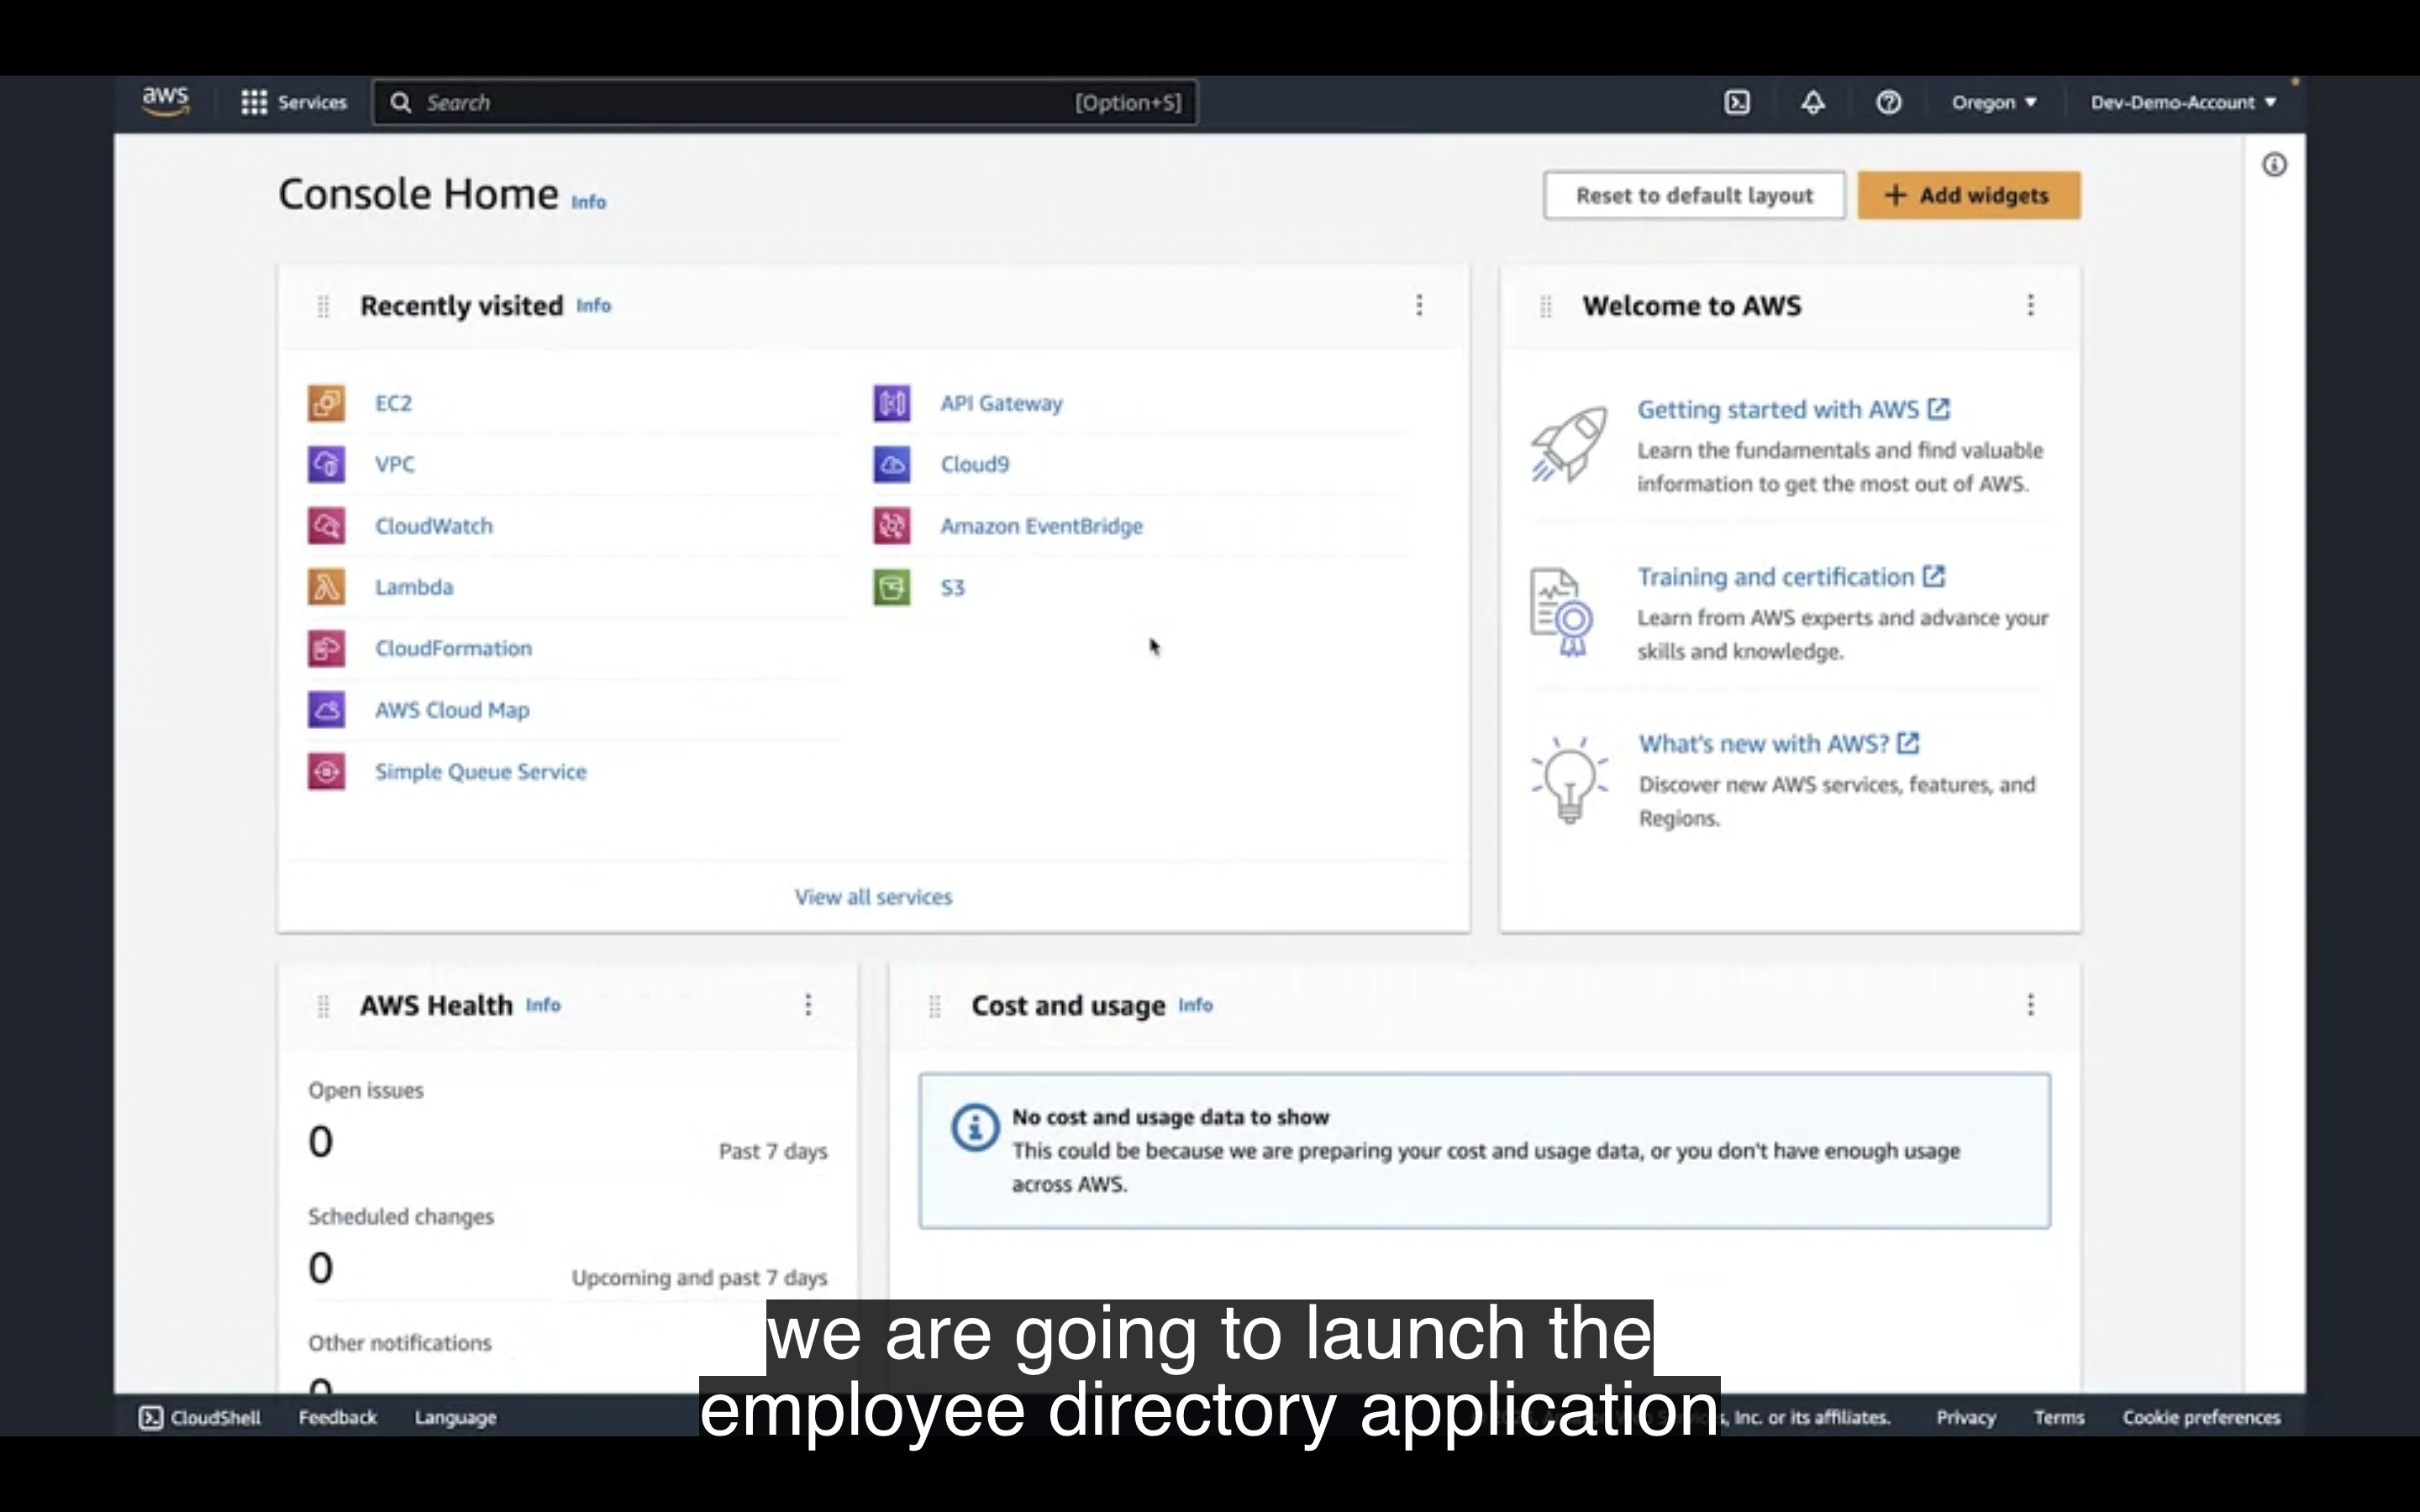 aws
Services
Search
[Option+S]
Oregon
Dev-Demo-Account
Console Home Info
Reset to default layout
+ Add widgets
Recently visited Info
EC2
VPC
CloudWatch
Lambda
CloudFormation
AWS Cloud Map
Simple Queue Service
API Gateway
Cloud9
Amazon EventBridge
S3
View all services
Welcome to AWS
Getting started with AWS
Learn the fundamentals and find valuable
information to get the most out of AWS.
Training and certification
Learn from AWS experts and advance your
skills and knowledge.
What's new with AWS?
Discover new AWS services, features, and
Regions.
AWS Health Info
Open issues
0
Past 7 days
Scheduled changes
0
Upcoming and past 7 days
Other notifications
0
Cost and usage Info
No cost and usage data to show
This could be because we are preparing your cost and usage data, or you don't have enough usage
across AWS.
we are going to launch the
employee directory application
CloudShell
Feedback
Language
, Inc. or its affiliates.
Privacy
Terms
Cookie preferences